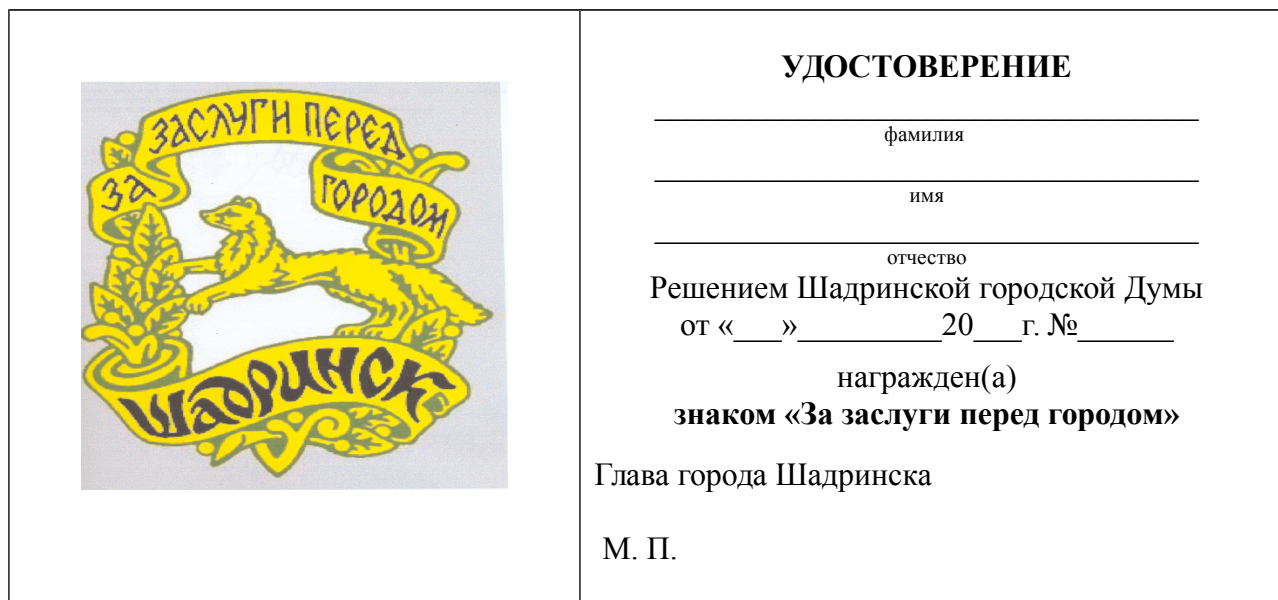 ЗА ЗАСЛУГИ ПЕРЕД ГОРОДОМ
ШАДРИНСК
УДОСТОВЕРЕНИЕ
фамилия
имя
отчество
Решением Шадринской городской Думы
от «___»_________20___г. №______
награжден(а)
знаком «За заслуги перед городом»
Глава города Шадринска
М. П.